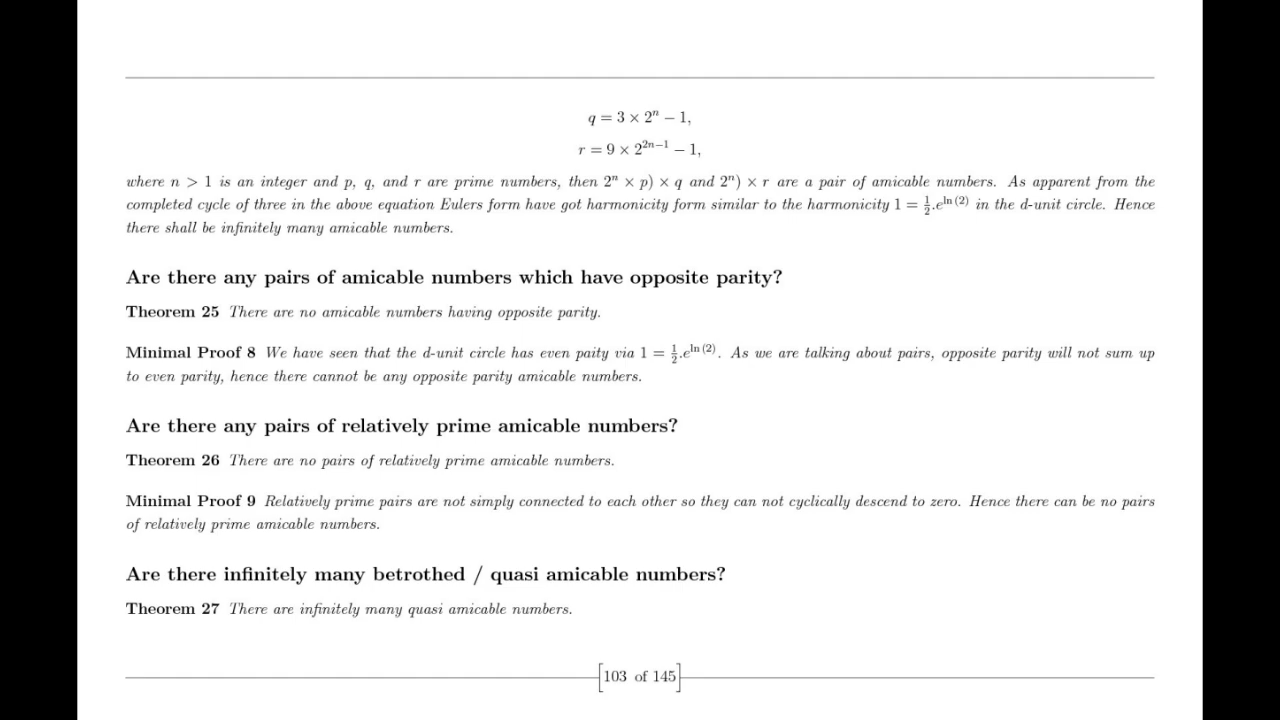 q = 3 × 2^n − 1,
r = 9 × 2^{2n−1} − 1,
where n > 1 is an integer and p, q, and r are prime numbers, then 2^n × p) × q and 2^n) × r are a pair of amicable numbers. As apparent from the
completed cycle of three in the above equation Eulers form have got harmonicity form similar to the harmonicity 1 = ½.e^{ln (2)} in the d-unit circle. Hence
there shall be infinitely many amicable numbers.
Are there any pairs of amicable numbers which have opposite parity?
Theorem 25 There are no amicable numbers having opposite parity.
Minimal Proof 8 We have seen that the d-unit circle has even paity via 1 = ½.e^{ln (2)}. As we are talking about pairs, opposite parity will not sum up
to even parity, hence there cannot be any opposite parity amicable numbers.
Are there any pairs of relatively prime amicable numbers?
Theorem 26 There are no pairs of relatively prime amicable numbers.
Minimal Proof 9 Relatively prime pairs are not simply connected to each other so they can not cyclically descend to zero. Hence there can be no pairs
of relatively prime amicable numbers.
Are there infinitely many betrothed / quasi amicable numbers?
Theorem 27 There are infinitely many quasi amicable numbers.
[103 of 145]